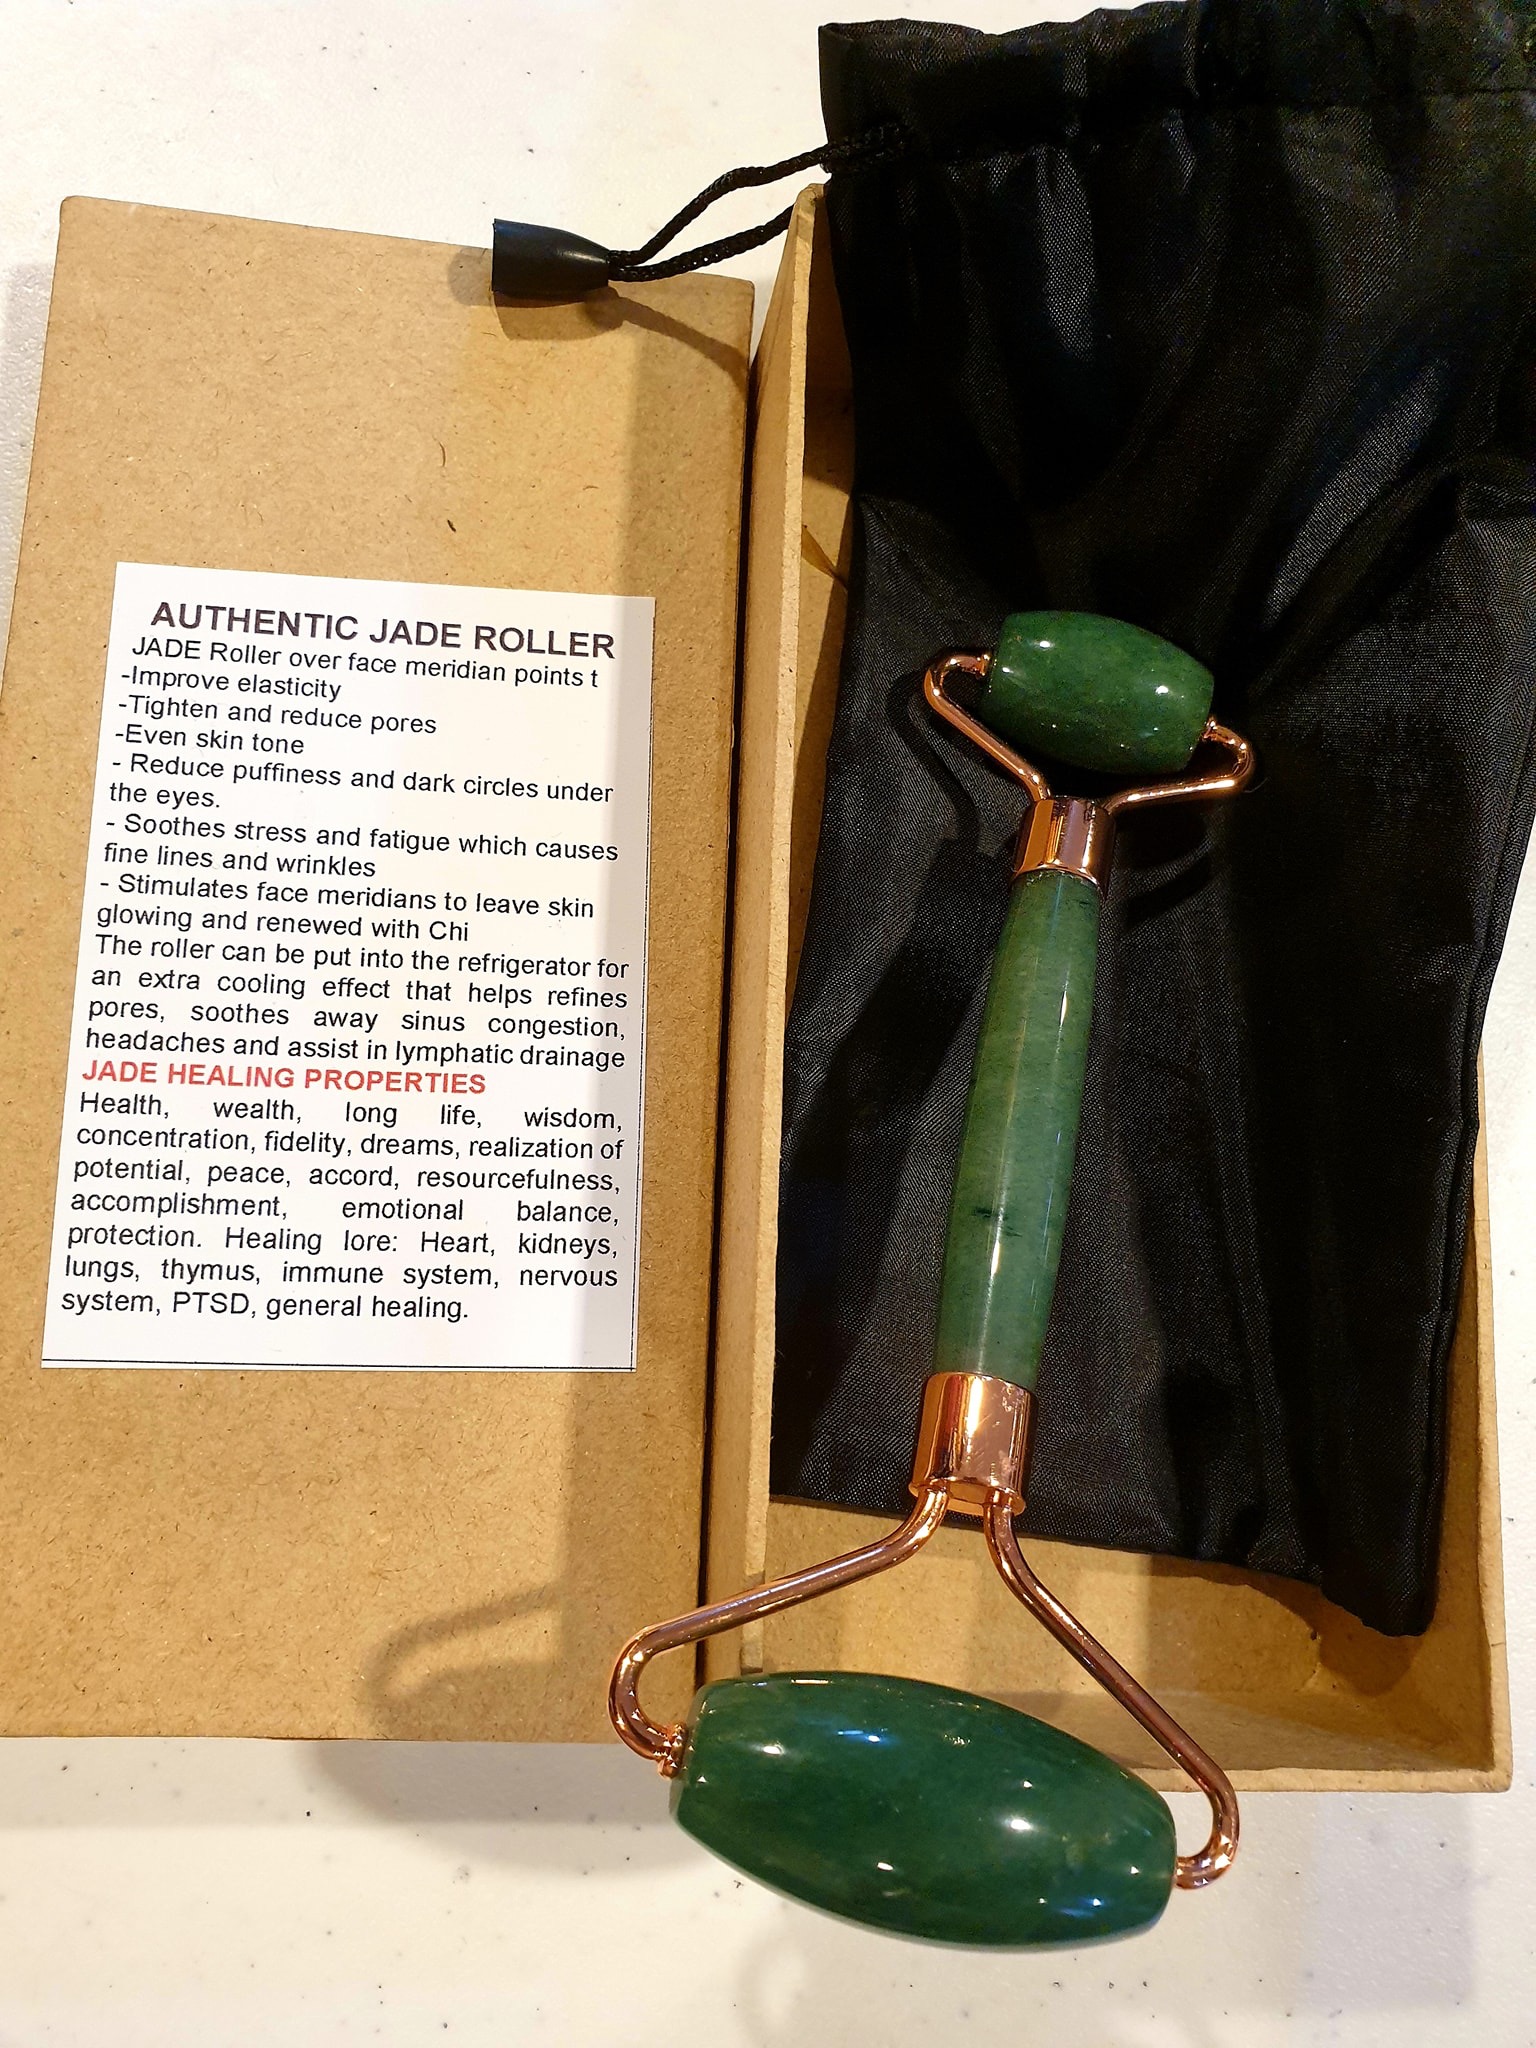 AUTHENTIC JADE ROLLER
JADE Roller over face meridian points t
-Improve elasticity
-Tighten and reduce pores
-Even skin tone
- Reduce puffiness and dark circles under
the eyes.
- Soothes stress and fatigue which causes
fine lines and wrinkles
- Stimulates face meridians to leave skin
glowing and renewed with Chi
The roller can be put into the refrigerator for
an extra cooling effect that helps refines
pores, soothes away sinus congestion,
headaches and assist in lymphatic drainage
JADE HEALING PROPERTIES
Health, wealth, long life, wisdom,
concentration, fidelity, dreams, realization of
potential, peace, accord, resourcefulness,
accomplishment, emotional balance,
protection. Healing lore: Heart, kidneys,
lungs, thymus, immune system, nervous
system, PTSD, general healing.